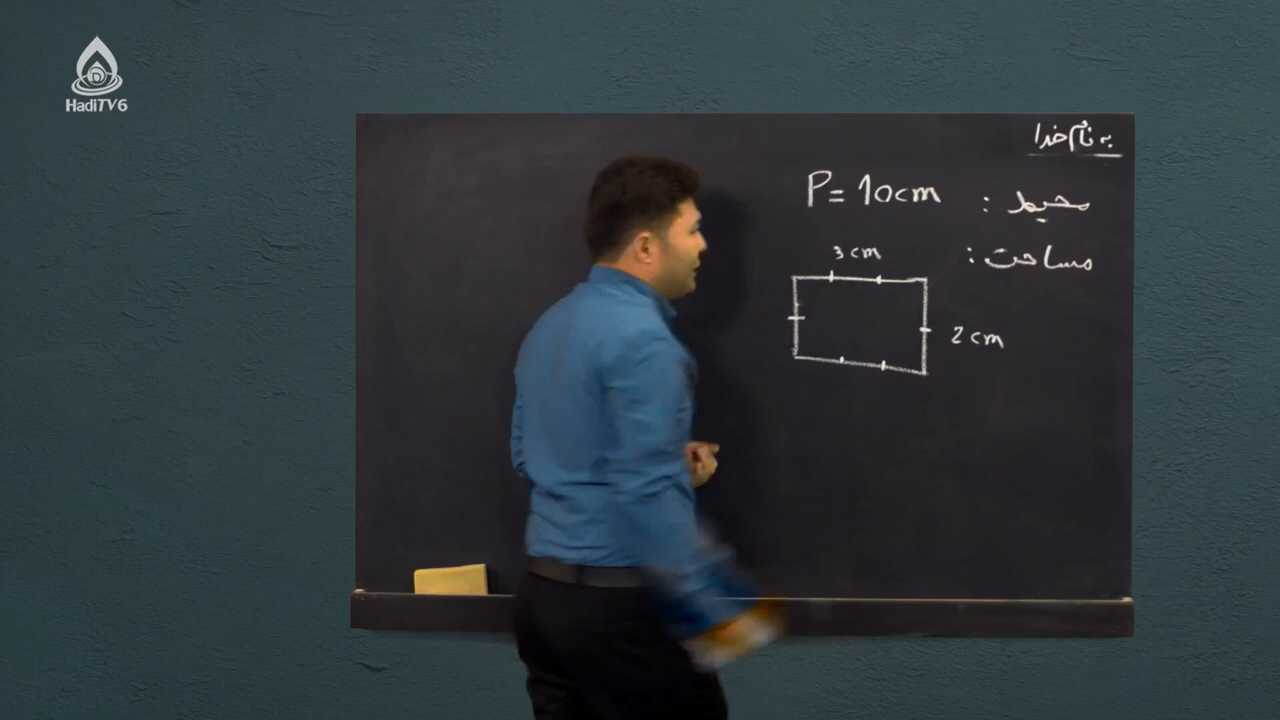 HadiTV6
به نام خدا
محیط : P = 10cm
مساحت :
3 cm
2 cm